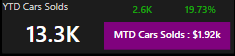 YTD Cars Solds 2.6K 19.73%
13.3K MTD Cars Solds : $1.92k